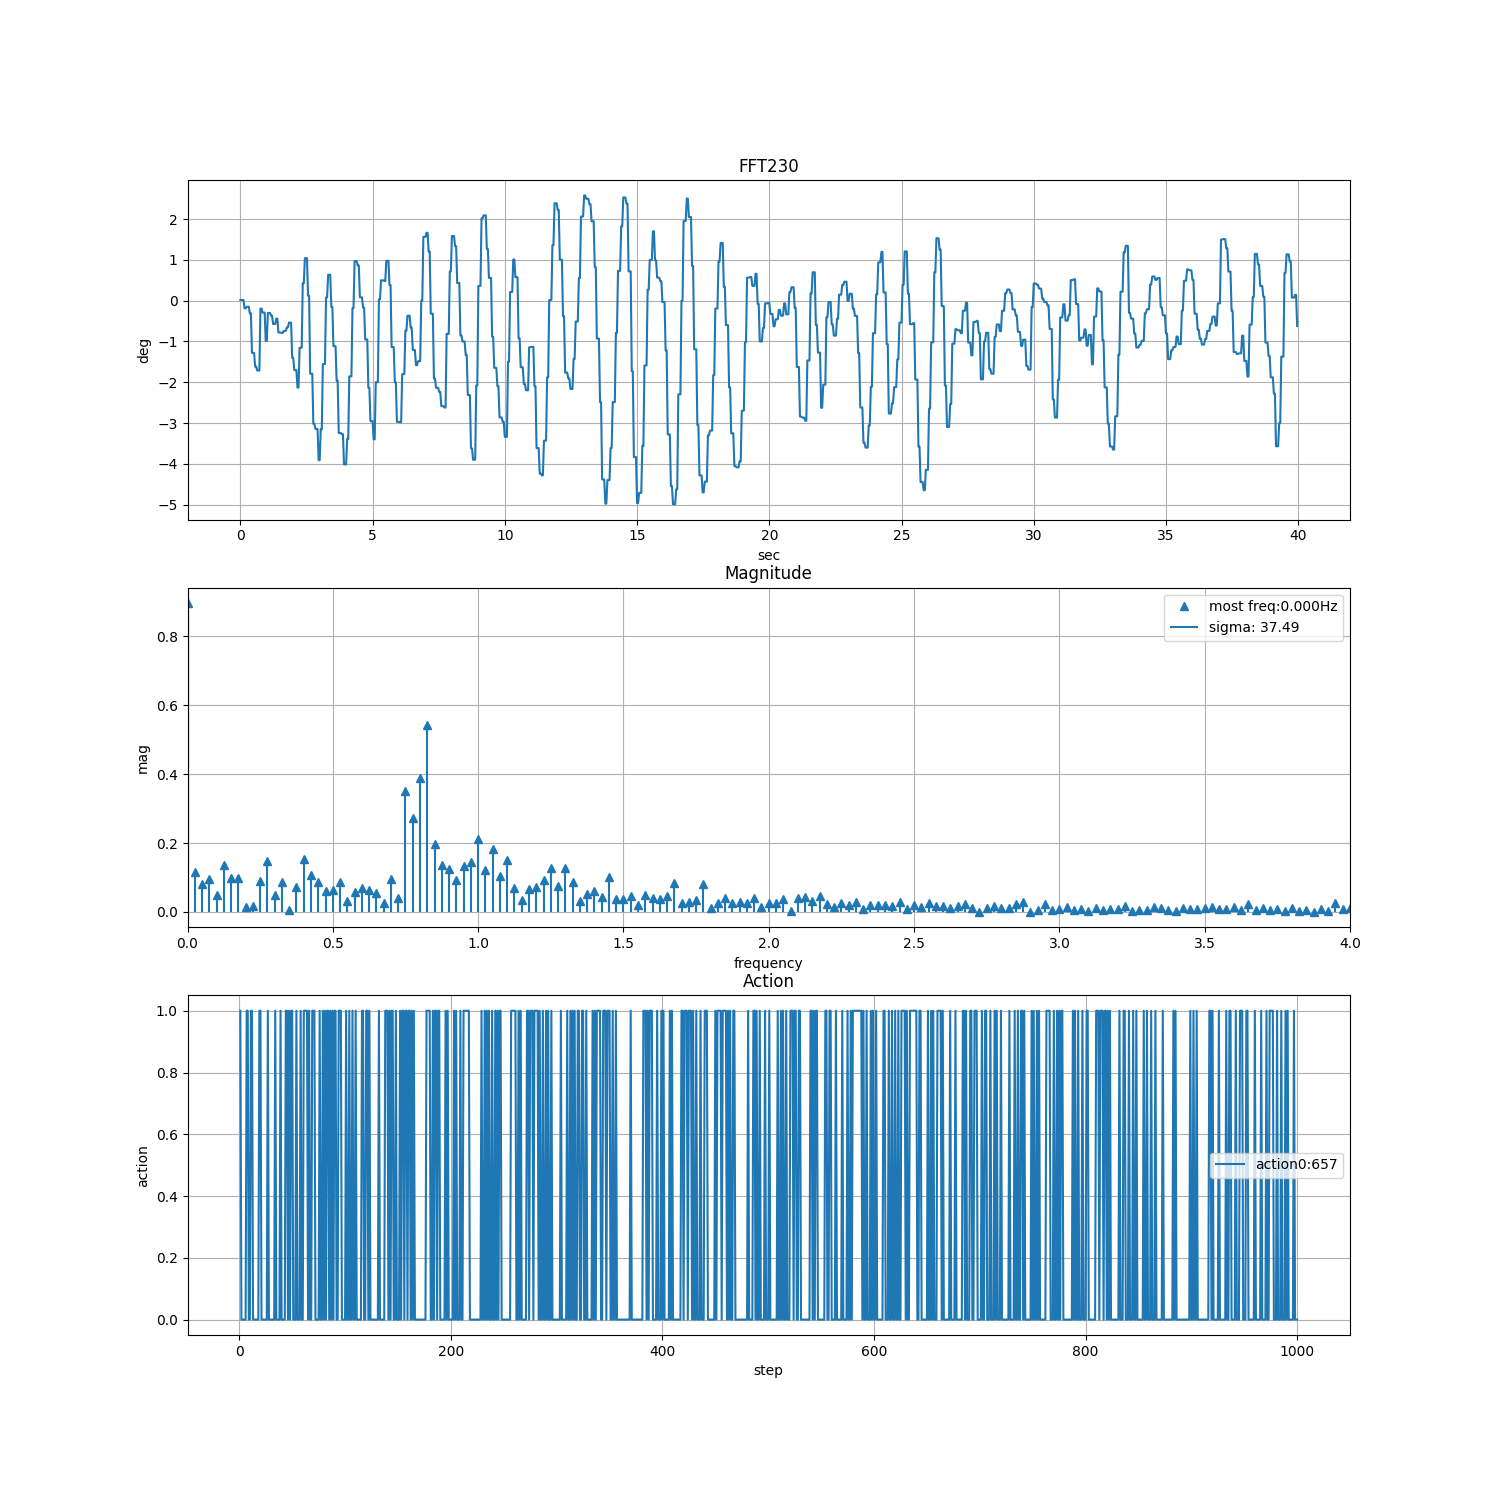 FFT230
deg
2
1
0
−1
−2
−3
−4
−5
0 5 10 15 20 25 30 35 40
sec
Magnitude
mag
0.8
0.6
0.4
0.2
0.0
most freq:0.000Hz
sigma: 37.49
0.0 0.5 1.0 1.5 2.0 2.5 3.0 3.5 4.0
frequency
Action
action
1.0
0.8
0.6
0.4
0.2
0.0
action0:657
0 200 400 600 800 1000
step